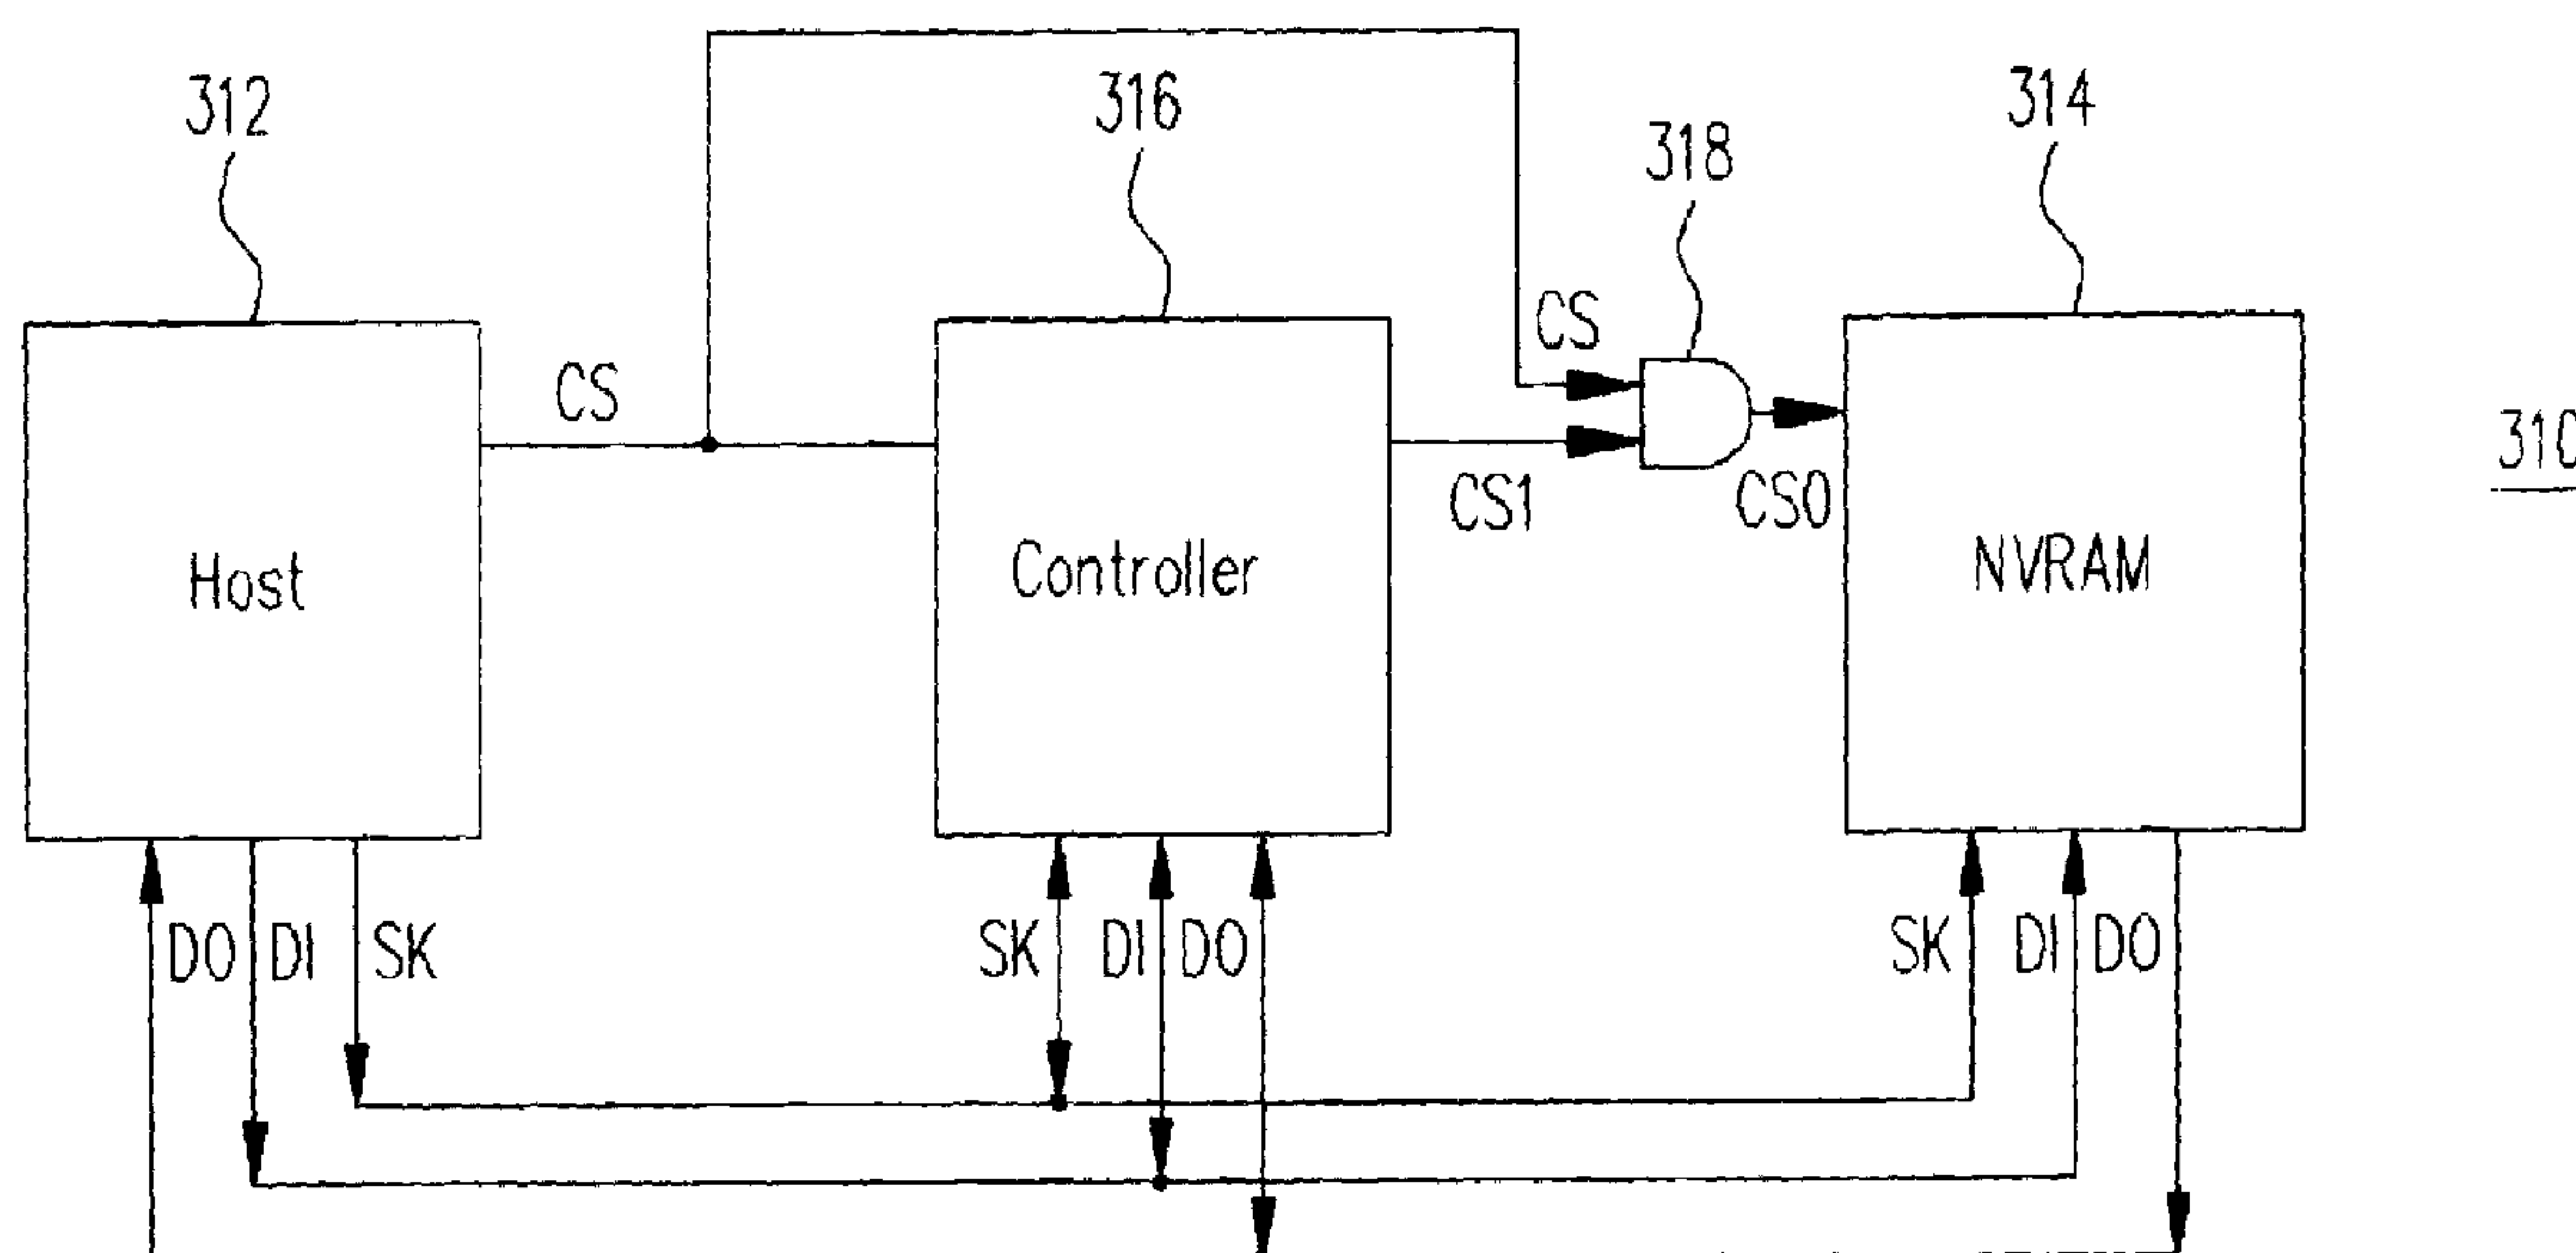 312
316
318
314
CS
CS
310
CS1
CS0
Host
Controller
NVRAM
DO
DI
SK
SK
DI
DO
SK
DI
DO